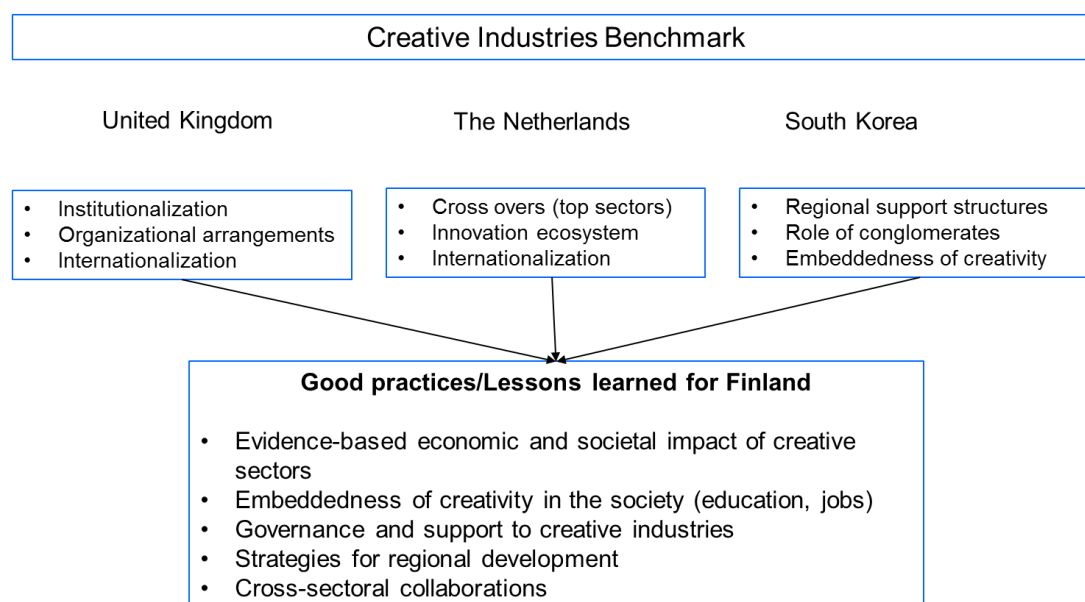 Creative Industries Benchmark
United Kingdom
The Netherlands
South Korea
• Institutionalization
• Organizational arrangements
• Internationalization
• Cross overs (top sectors)
• Innovation ecosystem
• Internationalization
• Regional support structures
• Role of conglomerates
• Embeddedness of creativity
Good practices/Lessons learned for Finland
• Evidence-based economic and societal impact of creative
sectors
• Embeddedness of creativity in the society (education, jobs)
• Governance and support to creative industries
• Strategies for regional development
• Cross-sectoral collaborations